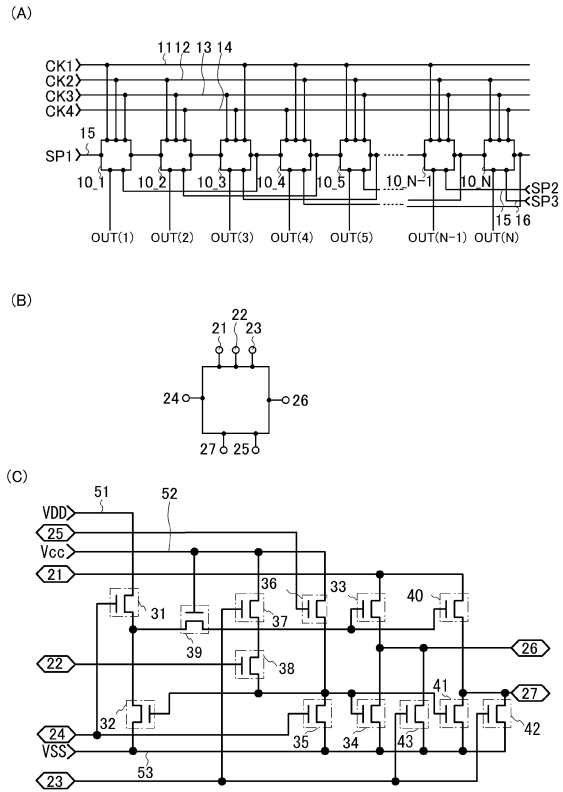 (A)
11 12 13 14
CK1
CK2
CK3
CK4
15
SP1
10_1 10_2 10_3 10_4 10_5 10_N-1 10_N
SP2
SP3
15 16
OUT(1) OUT(2) OUT(3) OUT(4) OUT(5) OUT(N-1) OUT(N)
(B)
22
21 23
24 26
27 25
(C)
51 52
VDD
25
Vcc
21
36 33 40
31 37
39
26
22 38
27
32 41
24 35 34 43 42
VSS
53
23